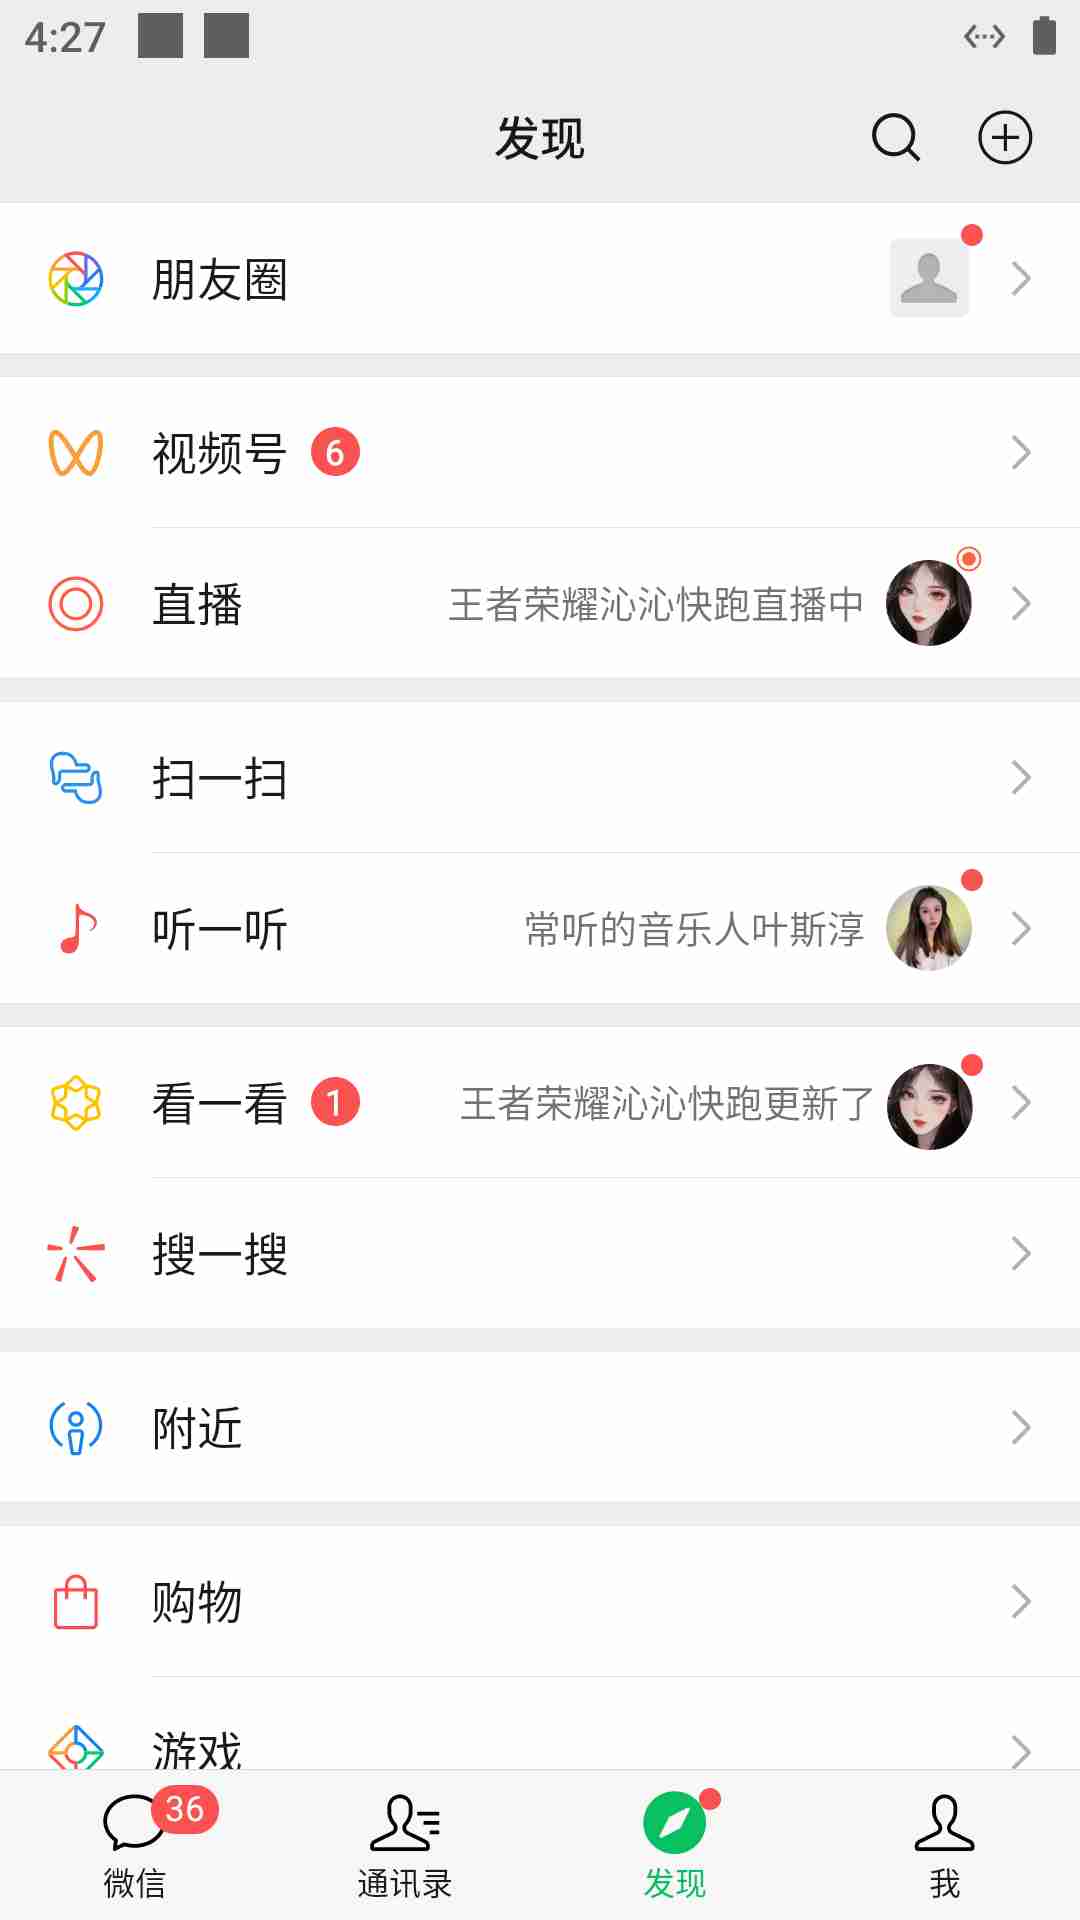 4:27
发现
朋友圈
视频号 6
直播 王者荣耀沁沁快跑直播中
扫一扫
听一听 常听的音乐人叶斯淳
看一看 1 王者荣耀沁沁快跑更新了
搜一搜
附近
购物
游戏
36
微信 通讯录 发现 我